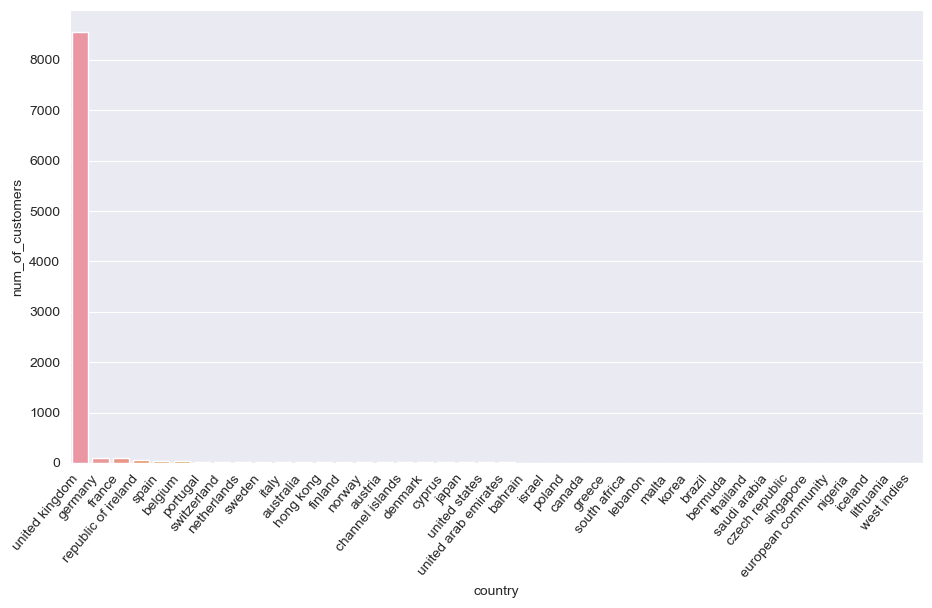 8000
7000
6000
5000
4000
3000
2000
1000
0
num_of_customers
united kingdom
germany
france
republic of ireland
spain
belgium
portugal
switzerland
netherlands
sweden
italy
australia
hong kong
finland
norway
austria
channel islands
denmark
cyprus
japan
united states
united arab emirates
bahrain
israel
poland
canada
greece
south africa
lebanon
malta
korea
brazil
bermuda
thailand
saudi arabia
czech republic
singapore
european community
nigeria
iceland
lithuania
west indies
country